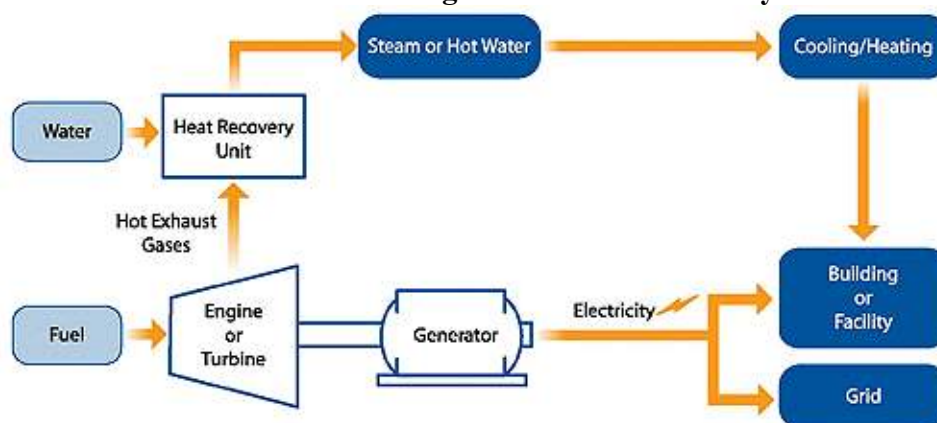 Steam or Hot Water
Cooling/Heating
Water
Heat Recovery
Unit
Hot Exhaust
Gases
Building
or
Facility
Electricity
Fuel
Engine
or
Turbine
Generator
Grid